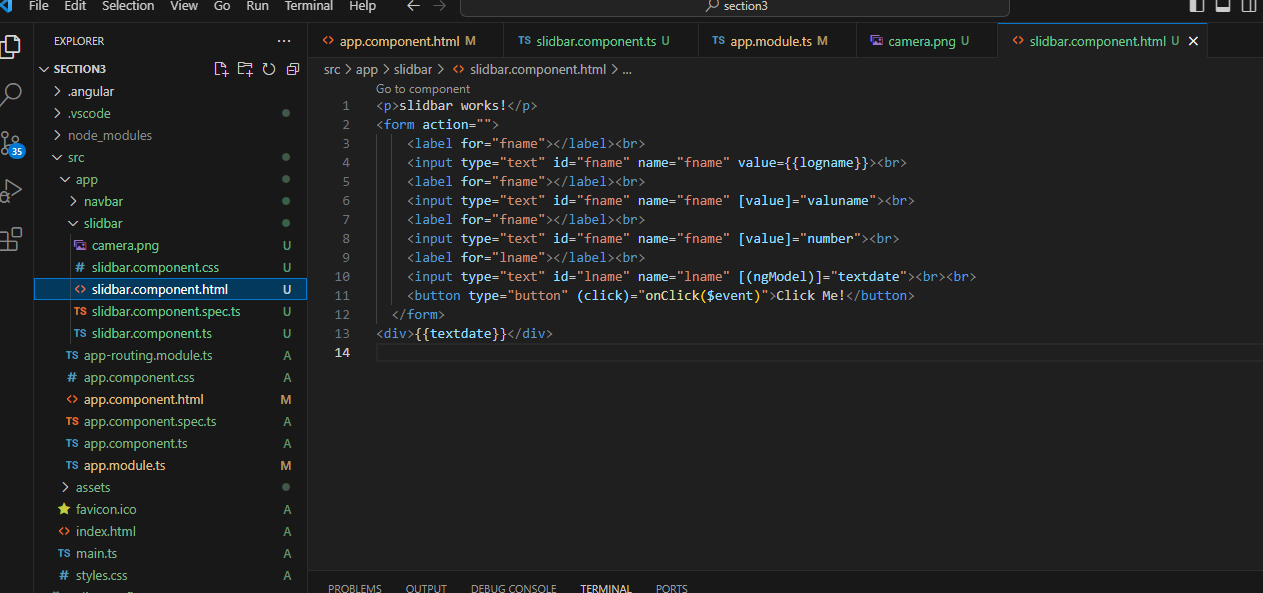 File Edit Selection View Go Run Terminal Help section3
EXPLORER
SECTION3
.angular
.vscode
node_modules
src
app
navbar
slidbar
camera.png U
# slidbar.component.css U
<> slidbar.component.html U
TS slidbar.component.spec.ts U
TS slidbar.component.ts U
TS app-routing.module.ts A
# app.component.css A
<> app.component.html M
TS app.component.spec.ts A
TS app.component.ts A
TS app.module.ts M
assets
favicon.ico A
<> index.html A
TS main.ts A
# styles.css A
35
<> app.component.html M TS slidbar.component.ts U TS app.module.ts M camera.png U <> slidbar.component.html U
src > app > slidbar > <> slidbar.component.html > ...
Go to component
1 <p>slidbar works!</p>
2 <form action="">
3 <label for="fname"></label><br>
4 <input type="text" id="fname" name="fname" value={{logname}}><br>
5 <label for="fname"></label><br>
6 <input type="text" id="fname" name="fname" [value]="valuname"><br>
7 <label for="fname"></label><br>
8 <input type="text" id="fname" name="fname" [value]="number"><br>
9 <label for="lname"></label><br>
10 <input type="text" id="lname" name="lname" [(ngModel)]="textdate"><br><br>
11 <button type="button" (click)="onClick($event)">Click Me!</button>
12 </form>
13 <div>{{textdate}}</div>
14
PROBLEMS OUTPUT DEBUG CONSOLE TERMINAL PORTS